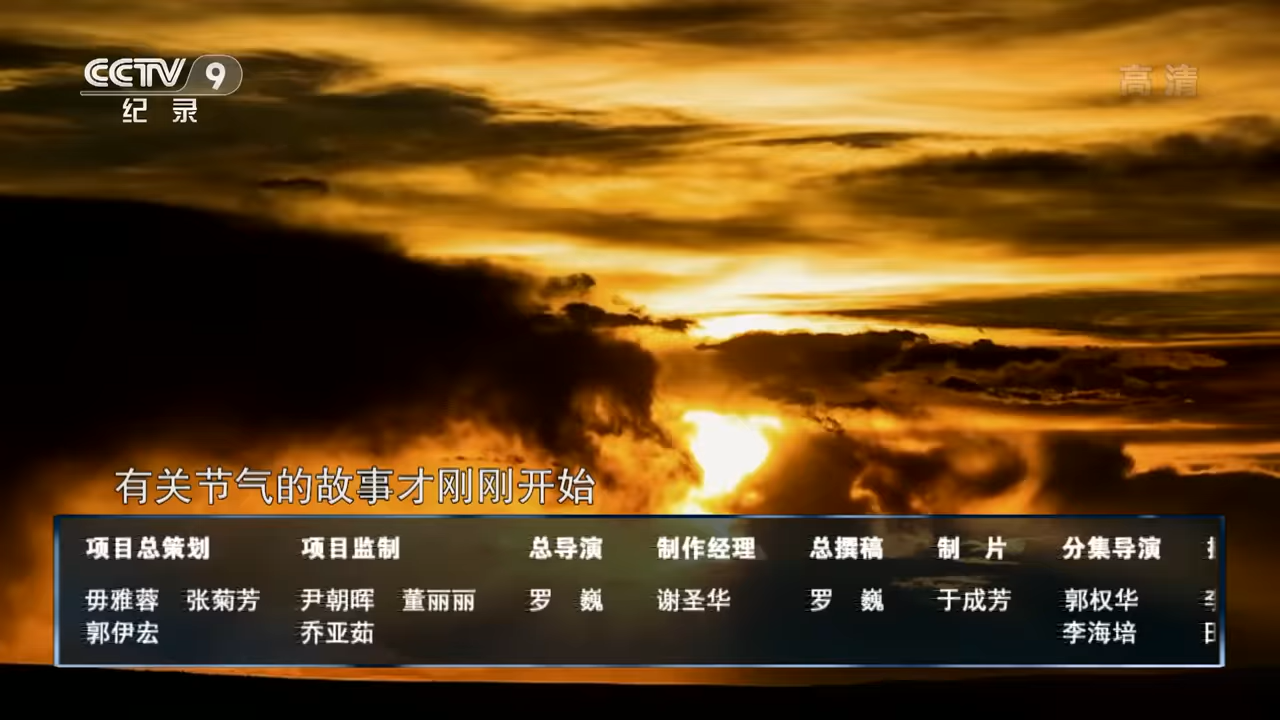 CCTV 9
纪 录
高 清
有关节气的故事才刚刚开始
项目总策划 项目监制 总导演 制作经理 总撰稿 制 片 分集导演
毋雅蓉 张菊芳 尹朝晖 董丽丽 罗 巍 谢圣华 罗 巍 于成芳 郭权华
郭伊宏 乔亚茹 李海培